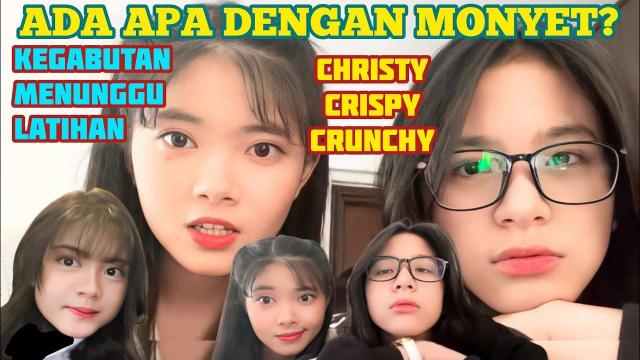 ADA APA DENGAN MONYET?
KEGABUTAN
MENUNGGU
LATIHAN
CHRISTY
CRISPY
CRUNCHY